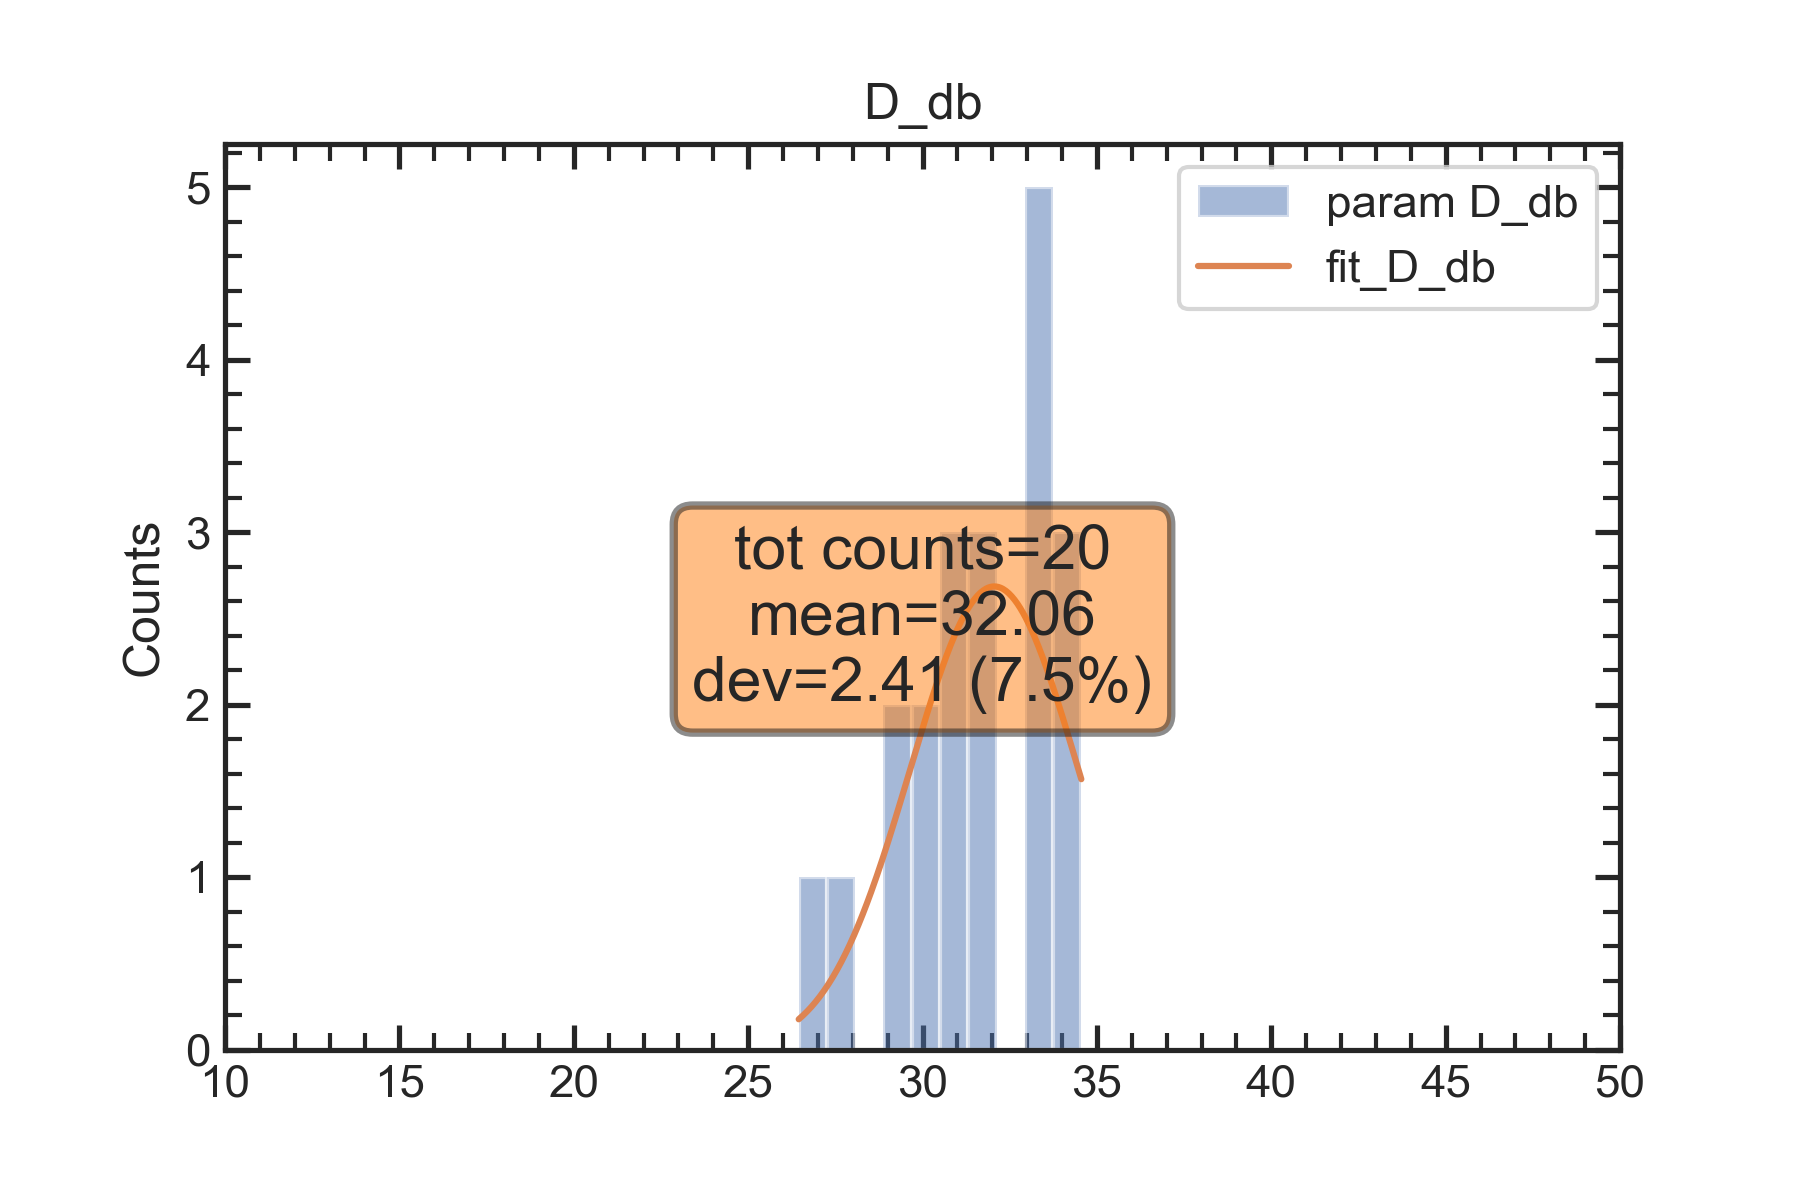 D_db
param D_db
fit_D_db
5
4
3
2
1
0
Counts
tot counts=20
mean=32.06
dev=2.41 (7.5%)
10 15 20 25 30 35 40 45 50